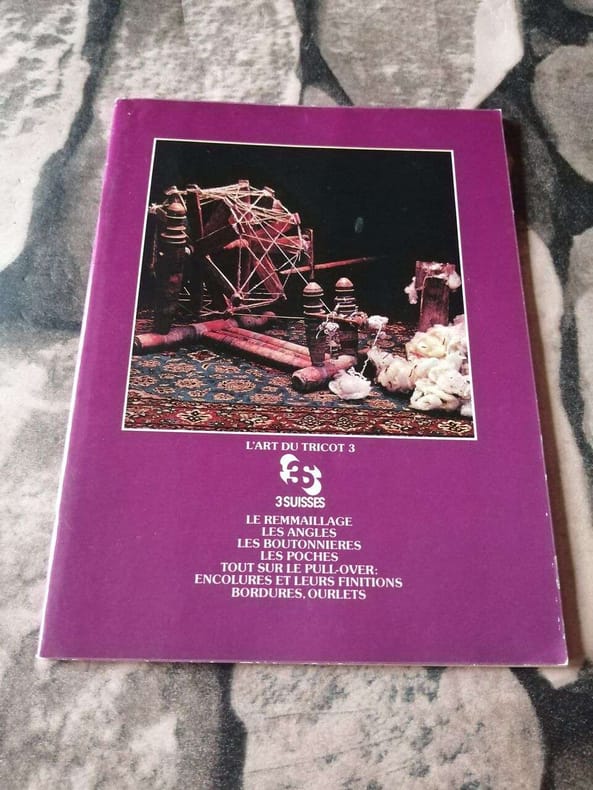 L'ART DU TRICOT 3
3S
3 SUISSES
LE REMMAILLAGE
LES ANGLES
LES BOUTONNIERES
LES POCHES
TOUT SUR LE PULL-OVER:
ENCOLURES ET LEURS FINITIONS
BORDURES, OURLETS